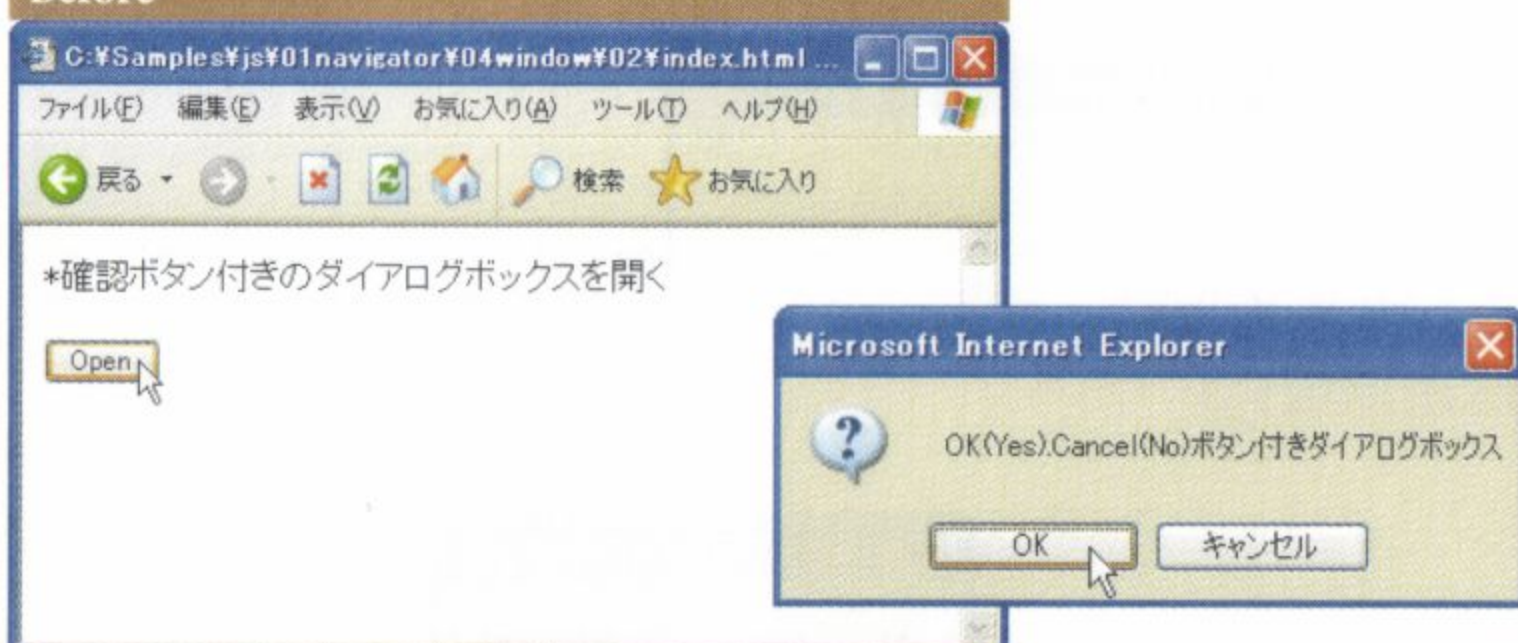 Before
C:¥Samples¥js¥01navigator¥04window¥02¥index.html ...
ファイル(F) 編集(E) 表示(V) お気に入り(A) ツール(T) ヘルプ(H)
戻る 検索 お気に入り
*確認ボタン付きのダイアログボックスを開く
Open
Microsoft Internet Explorer
OK(Yes).Cancel(No)ボタン付きダイアログボックス
OK キャンセル